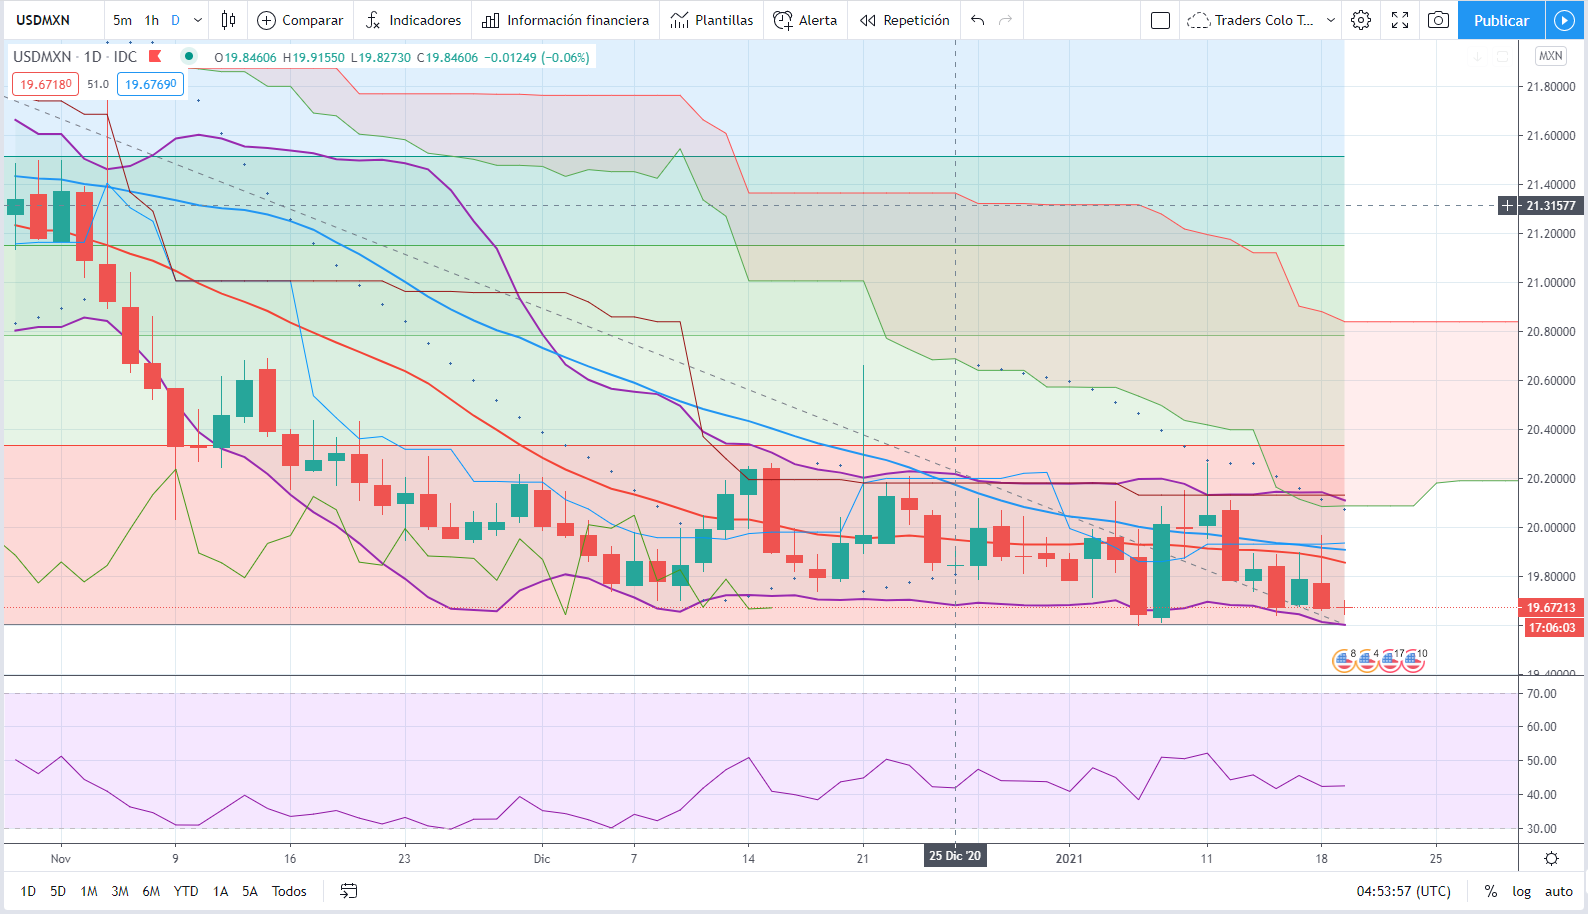 USDMXN 5m 1h D Comparar Indicadores Información financiera Plantillas Alerta Repetición Traders Colo T... Publicar
USDMXN · 1D · IDC O19.84606 H19.91550 L19.82730 C19.84606 −0.01249 (−0.06%)
MXN
19.67180 51.0 19.67690
21.80000
21.60000
21.40000
21.31577
21.20000
21.00000
20.80000
20.60000
20.40000
20.20000
20.00000
19.80000
19.67213
17:06:03
8 4 17 10
19.40000
70.00
60.00
50.00
40.00
30.00
Nov 9 16 23 Dic 7 14 21 25 Dic '20 2021 11 18 25
1D 5D 1M 3M 6M YTD 1A 5A Todos 04:53:57 (UTC) % log auto